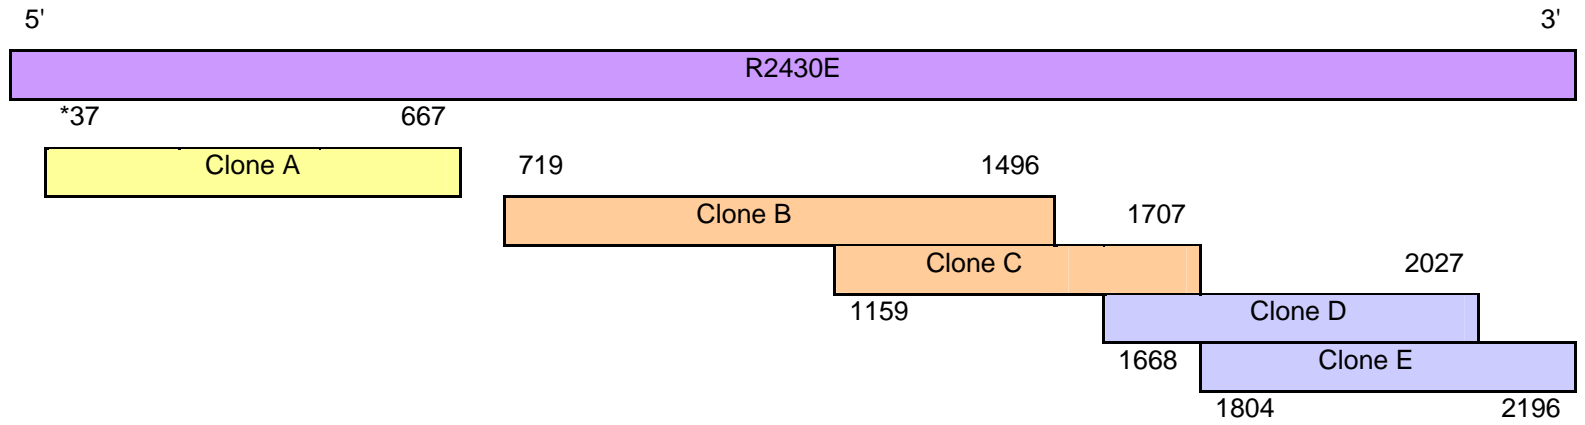 5' 3'
R2430E
*37 667
Clone A 719 1496
Clone B 1707
Clone C 2027
1159 Clone D
1668 Clone E
1804 2196